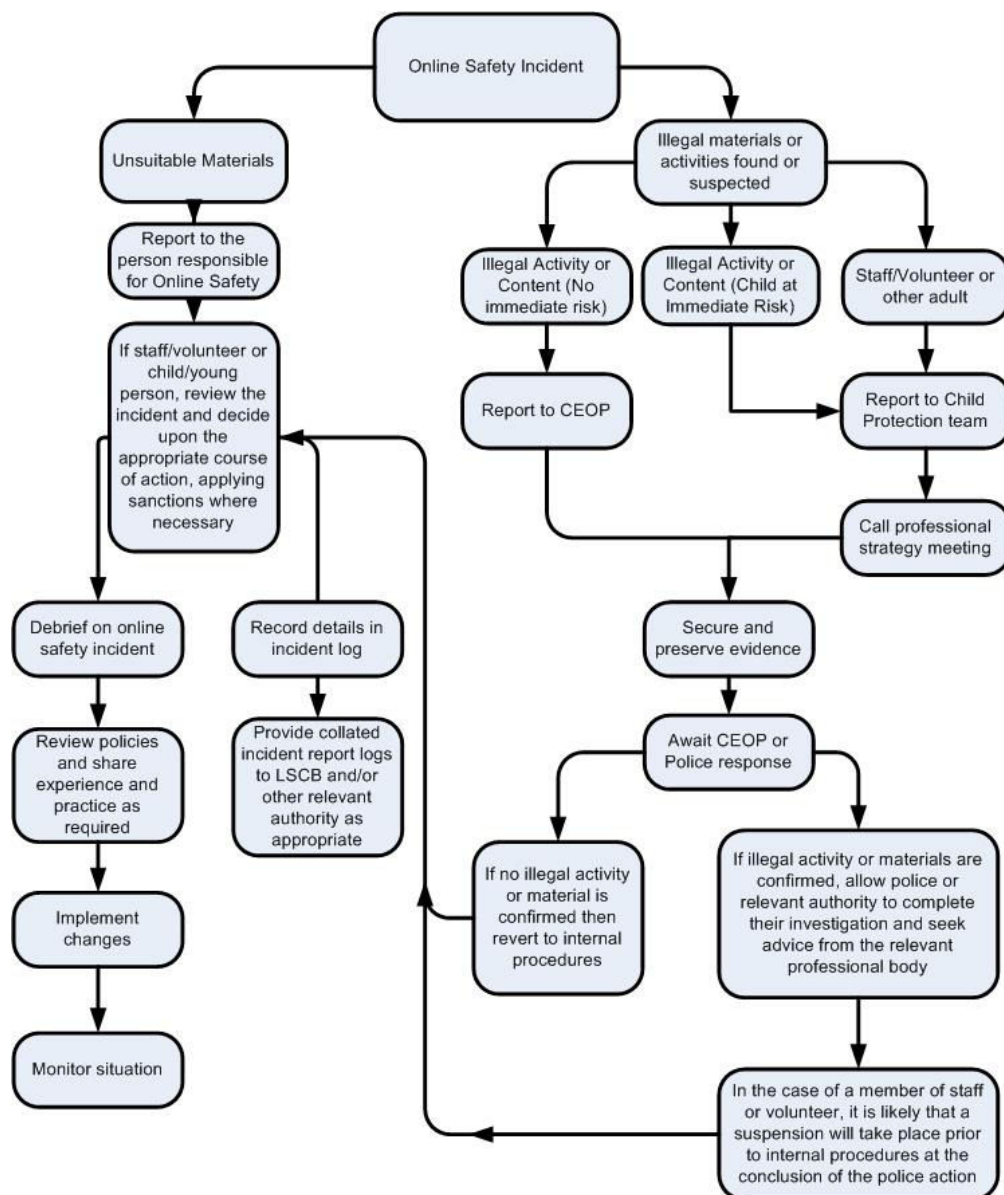 Online Safety Incident
Unsuitable Materials
Report to the
person responsible
for Online Safety
If staff/volunteer or
child/young
person, review the
incident and decide
upon the
appropriate course
of action, applying
sanctions where
necessary
Debrief on online
safety incident
Review policies
and share
experience and
practice as
required
Implement
changes
Monitor situation
Record details in
incident log
Provide collated
incident report logs
to LSCB and/or
other relevant
authority as
appropriate
Illegal materials or
activities found or
suspected
Illegal Activity or
Content (No
immediate risk)
Illegal Activity or
Content (Child at
Immediate Risk)
Staff/Volunteer or
other adult
Report to CEOP
Report to Child
Protection team
Call professional
strategy meeting
Secure and
preserve evidence
Await CEOP or
Police response
If no illegal activity
or material is
confirmed then
revert to internal
procedures
If illegal activity or materials are
confirmed, allow police or
relevant authority to complete
their investigation and seek
advice from the relevant
professional body
In the case of a member of staff
or volunteer, it is likely that a
suspension will take place prior
to internal procedures at the
conclusion of the police action